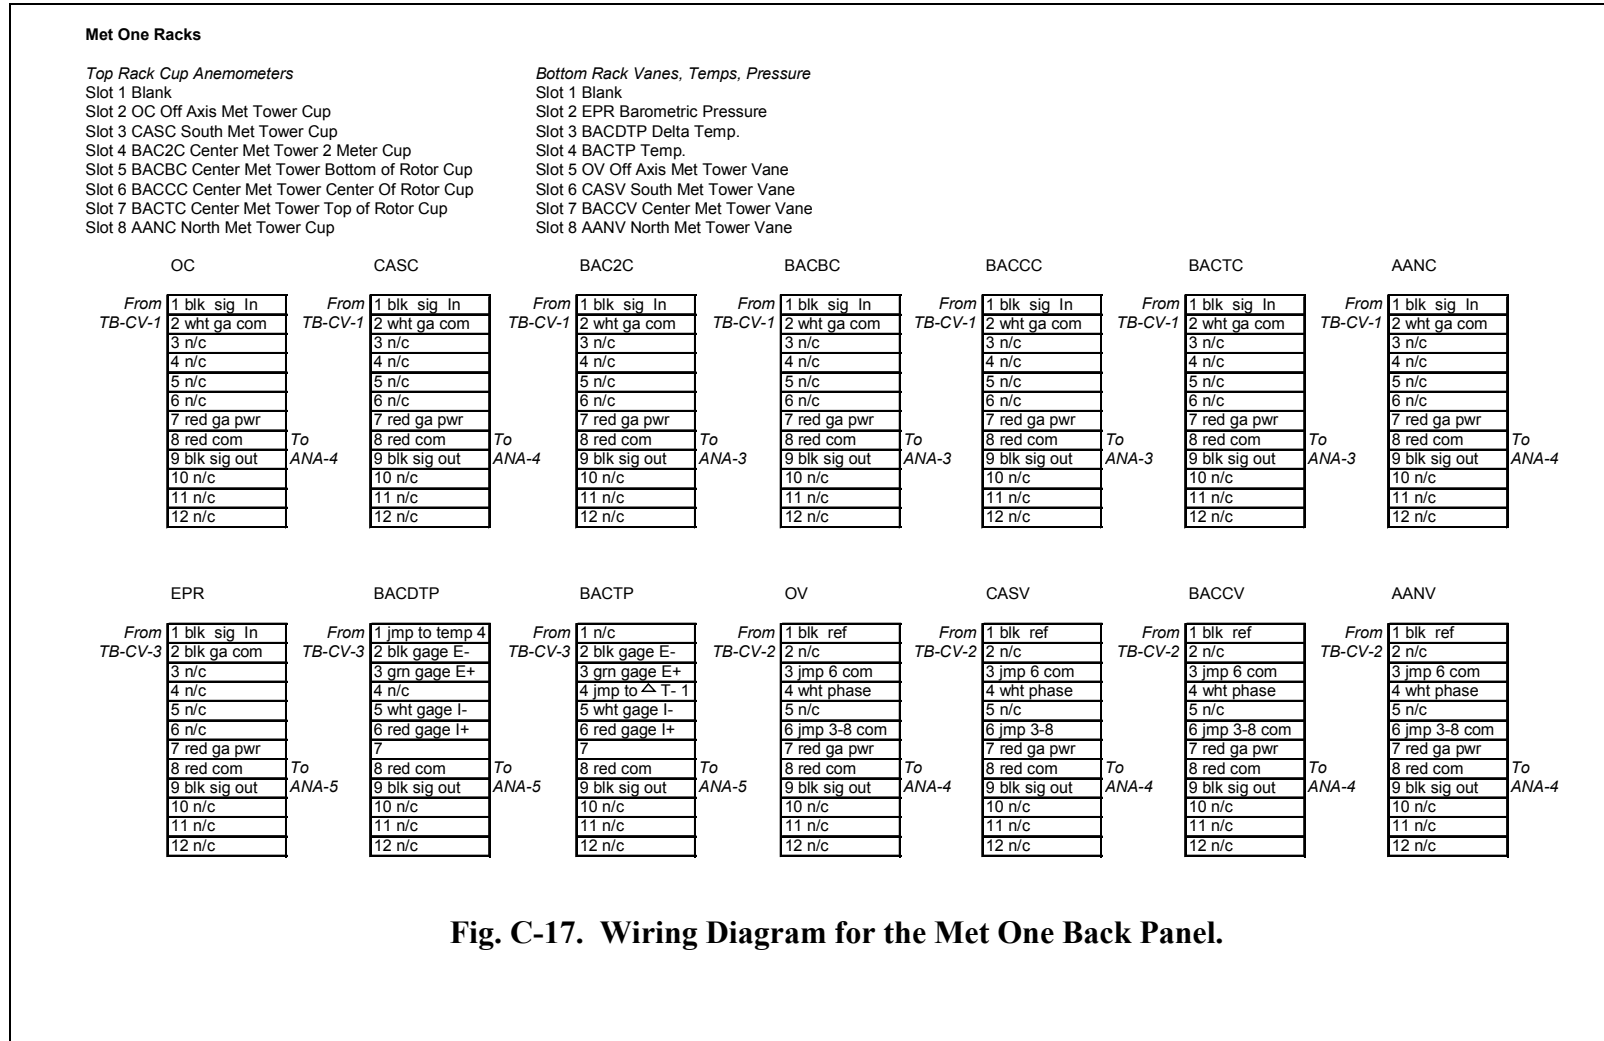 Met One Racks
Top Rack Cup Anemometers Bottom Rack Vanes, Temps, Pressure
Slot 1 Blank Slot 1 Blank
Slot 2 OC Off Axis Met Tower Cup Slot 2 EPR Barometric Pressure
Slot 3 CASC South Met Tower Cup Slot 3 BACDTP Delta Temp.
Slot 4 BAC2C Center Met Tower 2 Meter Cup Slot 4 BACTP Temp.
Slot 5 BACBC Center Met Tower Bottom of Rotor Cup Slot 5 OV Off Axis Met Tower Vane
Slot 6 BACCC Center Met Tower Center Of Rotor Cup Slot 6 CASV South Met Tower Vane
Slot 7 BACTC Center Met Tower Top of Rotor Cup Slot 7 BACCV Center Met Tower Vane
Slot 8 AANC North Met Tower Cup Slot 8 AANV North Met Tower Vane
OC CASC BAC2C BACBC BACCC BACTC AANC
From 1 blk sig In From 1 blk sig In From 1 blk sig In From 1 blk sig In From 1 blk sig In From 1 blk sig In From 1 blk sig In
TB-CV-1 2 wht ga com TB-CV-1 2 wht ga com TB-CV-1 2 wht ga com TB-CV-1 2 wht ga com TB-CV-1 2 wht ga com TB-CV-1 2 wht ga com TB-CV-1 2 wht ga com
3 n/c 3 n/c 3 n/c 3 n/c 3 n/c 3 n/c 3 n/c
4 n/c 4 n/c 4 n/c 4 n/c 4 n/c 4 n/c 4 n/c
5 n/c 5 n/c 5 n/c 5 n/c 5 n/c 5 n/c 5 n/c
6 n/c 6 n/c 6 n/c 6 n/c 6 n/c 6 n/c 6 n/c
7 red ga pwr 7 red ga pwr 7 red ga pwr 7 red ga pwr 7 red ga pwr 7 red ga pwr 7 red ga pwr
8 red com To 8 red com To 8 red com To 8 red com To 8 red com To 8 red com To 8 red com To
9 blk sig out ANA-4 9 blk sig out ANA-4 9 blk sig out ANA-3 9 blk sig out ANA-3 9 blk sig out ANA-3 9 blk sig out ANA-3 9 blk sig out ANA-4
10 n/c 10 n/c 10 n/c 10 n/c 10 n/c 10 n/c 10 n/c
11 n/c 11 n/c 11 n/c 11 n/c 11 n/c 11 n/c 11 n/c
12 n/c 12 n/c 12 n/c 12 n/c 12 n/c 12 n/c 12 n/c
EPR BACDTP BACTP OV CASV BACCV AANV
From 1 blk sig In From 1 jmp to temp 4 From 1 n/c From 1 blk ref From 1 blk ref From 1 blk ref From 1 blk ref
TB-CV-3 2 blk ga com TB-CV-3 2 blk gage E- TB-CV-3 2 blk gage E- TB-CV-2 2 n/c TB-CV-2 2 n/c TB-CV-2 2 n/c TB-CV-2 2 n/c
3 n/c 3 grn gage E+ 3 grn gage E+ 3 jmp 6 com 3 jmp 6 com 3 jmp 6 com 3 jmp 6 com
4 n/c 4 n/c 4 jmp to △ T- 1 4 wht phase 4 wht phase 4 wht phase 4 wht phase
5 n/c 5 wht gage I- 5 wht gage I- 5 n/c 5 n/c 5 n/c 5 n/c
6 n/c 6 red gage I+ 6 red gage I+ 6 jmp 3-8 com 6 jmp 3-8 6 jmp 3-8 com 6 jmp 3-8 com
7 red ga pwr 7 7 7 red ga pwr 7 red ga pwr 7 red ga pwr 7 red ga pwr
8 red com To 8 red com To 8 red com To 8 red com To 8 red com To 8 red com To 8 red com To
9 blk sig out ANA-5 9 blk sig out ANA-5 9 blk sig out ANA-5 9 blk sig out ANA-4 9 blk sig out ANA-4 9 blk sig out ANA-4 9 blk sig out ANA-4
10 n/c 10 n/c 10 n/c 10 n/c 10 n/c 10 n/c 10 n/c
11 n/c 11 n/c 11 n/c 11 n/c 11 n/c 11 n/c 11 n/c
12 n/c 12 n/c 12 n/c 12 n/c 12 n/c 12 n/c 12 n/c
Fig. C-17. Wiring Diagram for the Met One Back Panel.